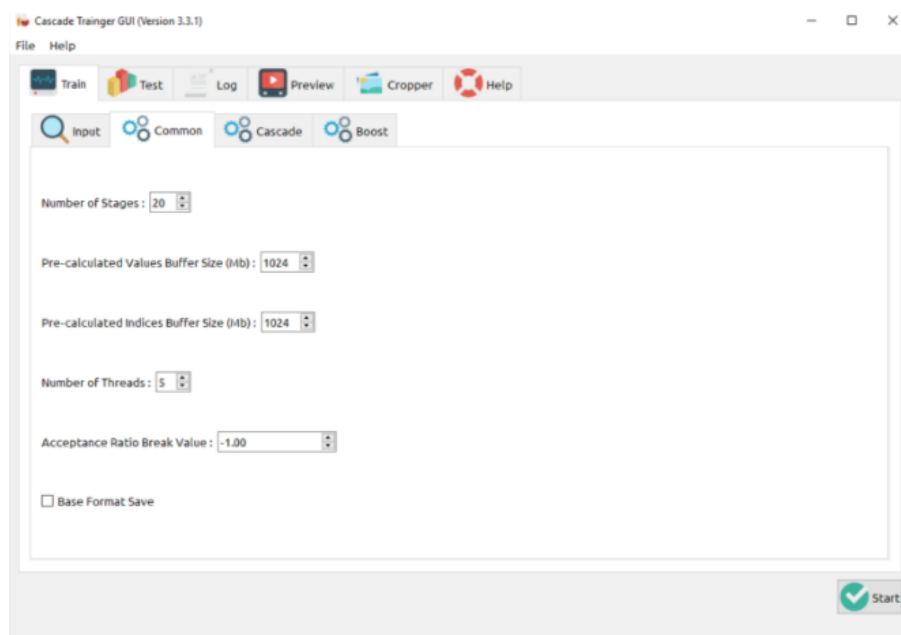 Cascade Trainger GUI (Version 3.3.1)
File Help
Train Test Log Preview Cropper Help
Input Common Cascade Boost
Number of Stages : 20
Pre-calculated Values Buffer Size (Mb) : 1024
Pre-calculated Indices Buffer Size (Mb) : 1024
Number of Threads : 5
Acceptance Ratio Break Value : -1.00
Base Format Save
Start